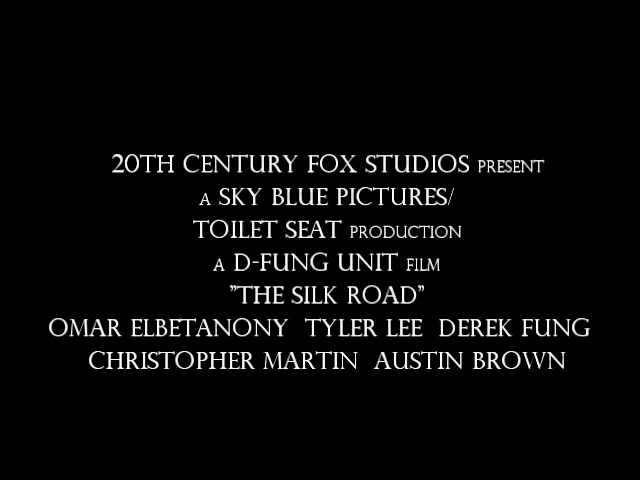 20TH CENTURY FOX STUDIOS PRESENT
A SKY BLUE PICTURES/
TOILET SEAT PRODUCTION
A D-FUNG UNIT FILM
"THE SILK ROAD"
OMAR ELBETANONY TYLER LEE DEREK FUNG
CHRISTOPHER MARTIN AUSTIN BROWN